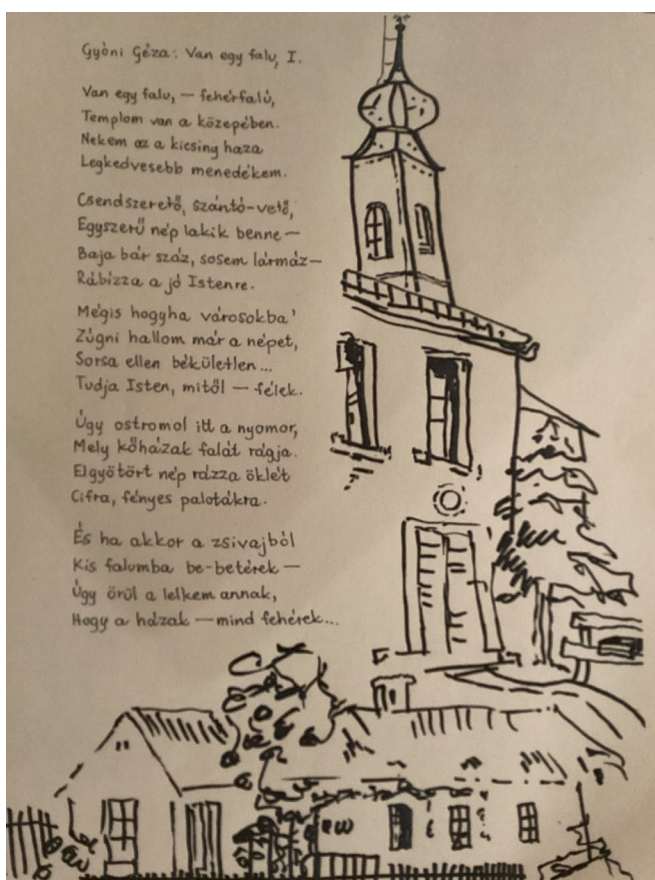 Gyóni Géza: Van egy falu, I.
Van egy falu, — fehérfalú,
Templom van a közepében.
Nekem az a kicsiny haza
Legkedvesebb menedékem.
Csendszerető, szántó-vető,
Egyszerű nép lakik benne —
Baja bár száz, sosem lármáz —
Rábízza a jó Istenre.
Mégis hogyha városokba'
Zúgni hallom már a népet,
Sorsa ellen békületlen...
Tudja Isten, mitől — félek.
Úgy ostromol itt a nyomor,
Mely kőházak falát rágja.
Elgyötört nép rázza öklét
Cifra, fényes palotákra.
És ha akkor a zsivajból
Kis falumba be-betérek —
Úgy örül a lelkem annak,
Hogy a házak — mind fehérek...